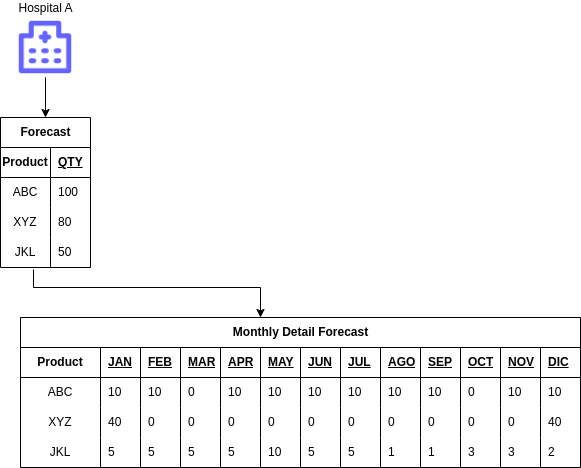 Hospital A
Forecast
Product QTY
ABC 100
XYZ 80
JKL 50
Monthly Detail Forecast
Product JAN FEB MAR APR MAY JUN JUL AGO SEP OCT NOV DIC
ABC 10 10 0 10 10 10 10 10 10 0 10 10
XYZ 40 0 0 0 0 0 0 0 0 0 0 40
JKL 5 5 5 5 10 5 5 1 1 3 3 2